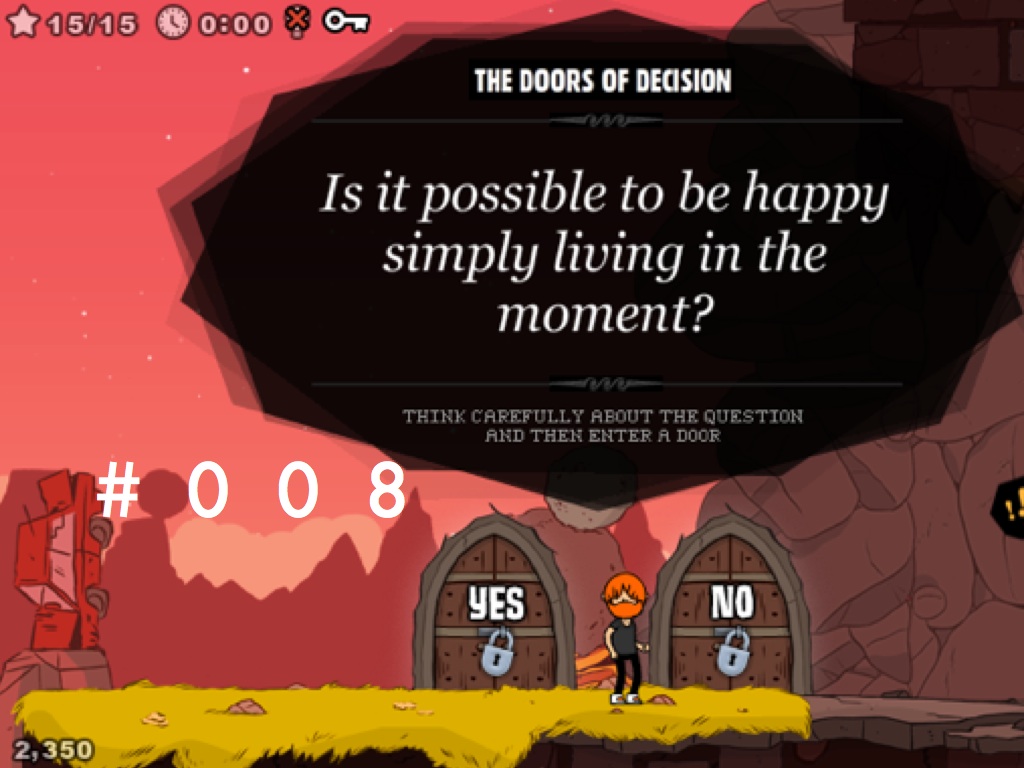 15/15 0:00
THE DOORS OF DECISION
Is it possible to be happy
simply living in the
moment?
THINK CAREFULLY ABOUT THE QUESTION
AND THEN ENTER A DOOR
# 0 0 8
!!
YES NO
2,350